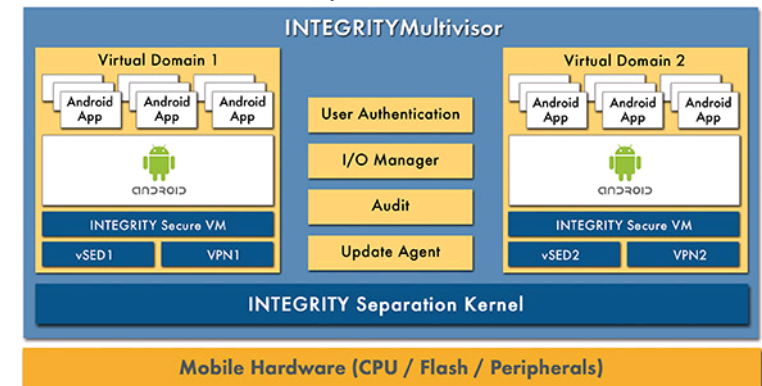 INTEGRITYMultivisor
Virtual Domain 1
Android App
Android App
Android App
ANDROID
INTEGRITY Secure VM
vSED1
VPN1
User Authentication
I/O Manager
Audit
Update Agent
Virtual Domain 2
Android App
Android App
Android App
ANDROID
INTEGRITY Secure VM
vSED2
VPN2
INTEGRITY Separation Kernel
Mobile Hardware (CPU / Flash / Peripherals)